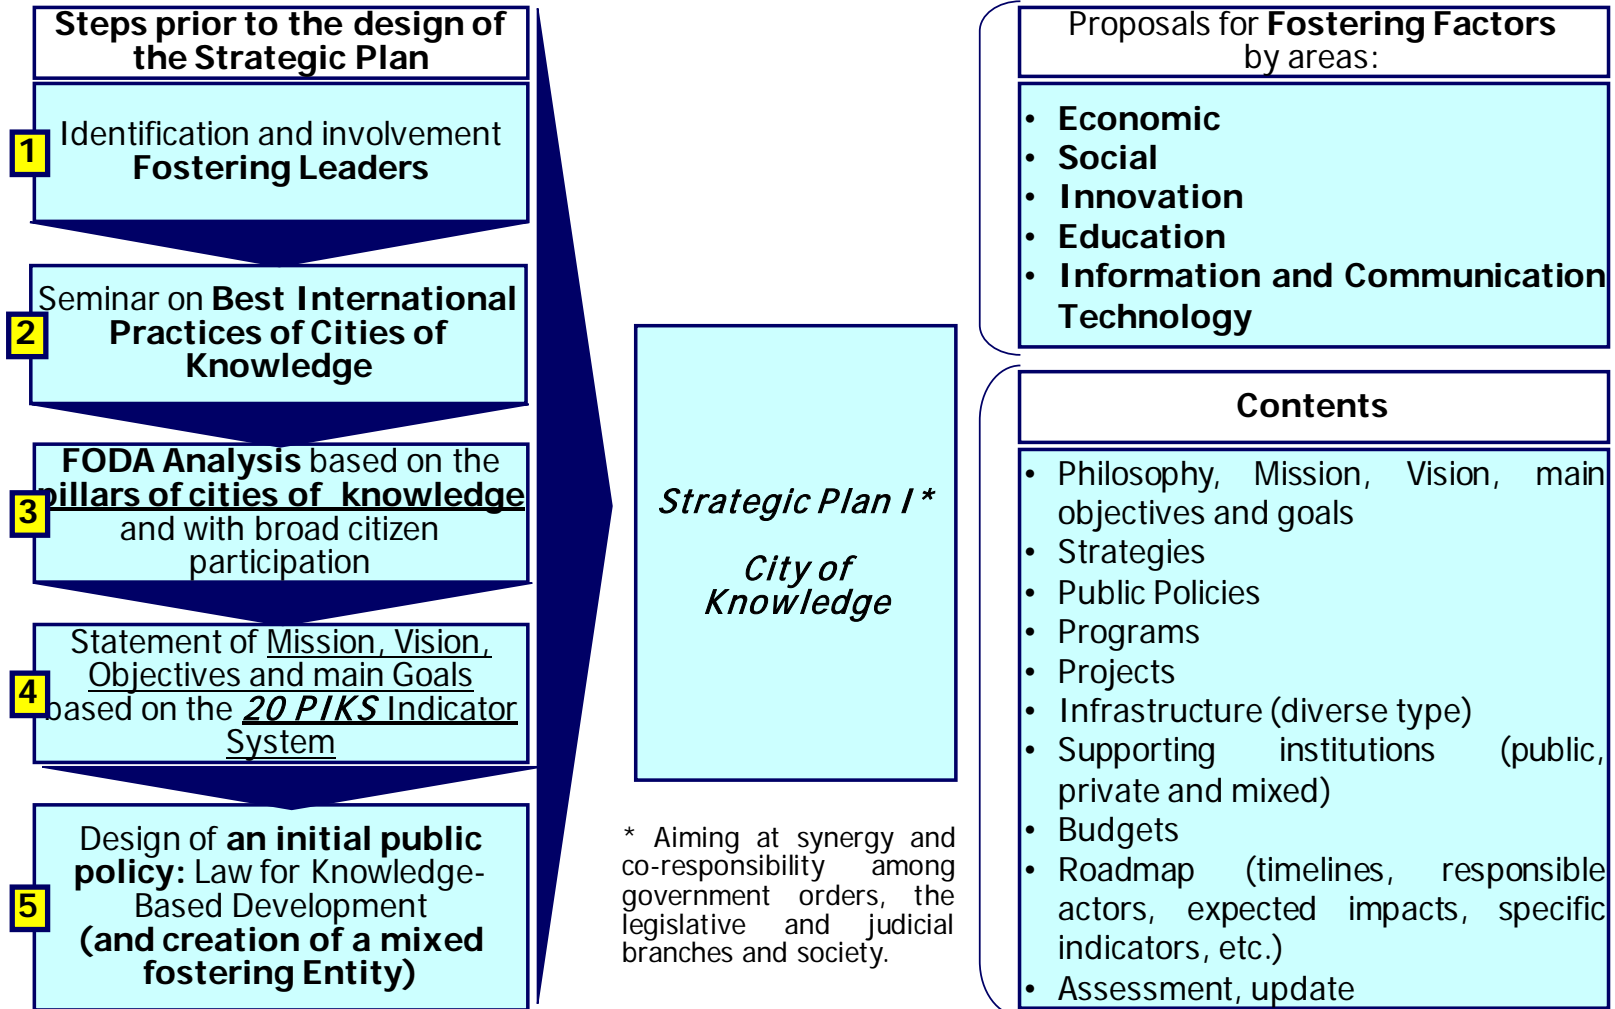 Steps prior to the design of
the Strategic Plan
1
Identification and involvement
Fostering Leaders
2
Seminar on Best International
Practices of Cities of
Knowledge
3
FODA Analysis based on the
pillars of cities of knowledge
and with broad citizen
participation
4
Statement of Mission, Vision,
Objectives and main Goals
based on the 20 PIKS Indicator
System
5
Design of an initial public
policy: Law for Knowledge-
Based Development
(and creation of a mixed
fostering Entity)
Strategic Plan I *
City of
Knowledge
* Aiming at synergy and
co-responsibility among
government orders, the
legislative and judicial
branches and society.
Proposals for Fostering Factors
by areas:
• Economic
• Social
• Innovation
• Education
• Information and Communication
Technology
Contents
• Philosophy, Mission, Vision, main
objectives and goals
• Strategies
• Public Policies
• Programs
• Projects
• Infrastructure (diverse type)
• Supporting institutions (public,
private and mixed)
• Budgets
• Roadmap (timelines, responsible
actors, expected impacts, specific
indicators, etc.)
• Assessment, update